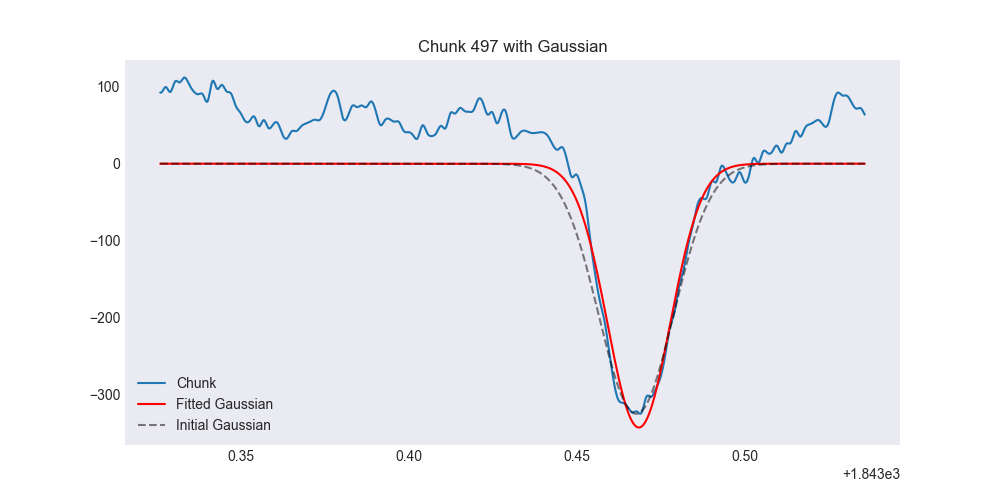 Chunk 497 with Gaussian
100
0
−100
−200
−300
Chunk
Fitted Gaussian
Initial Gaussian
0.35 0.40 0.45 0.50
+1.843e3